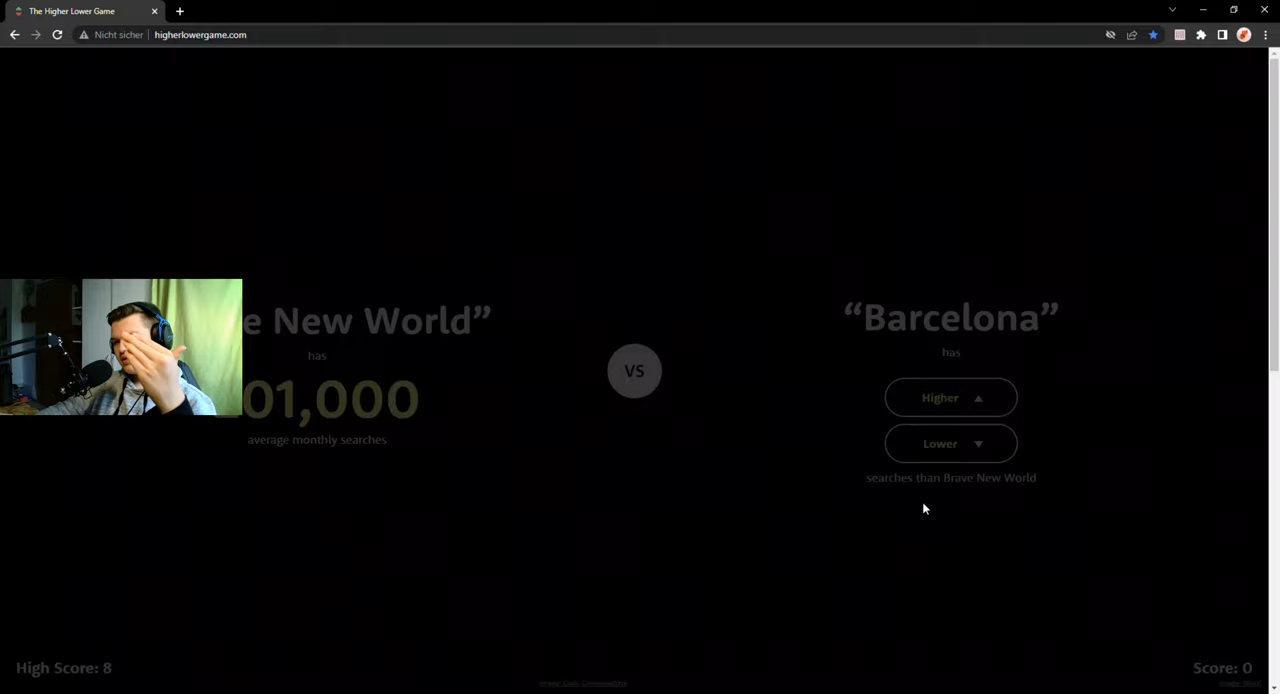 The Higher Lower Game
Nicht sicher
higherlowergame.com
e New World”
has
01,000
average monthly searches
VS
“Barcelona”
has
Higher
Lower
searches than Brave New World
High Score: 8
Score: 0